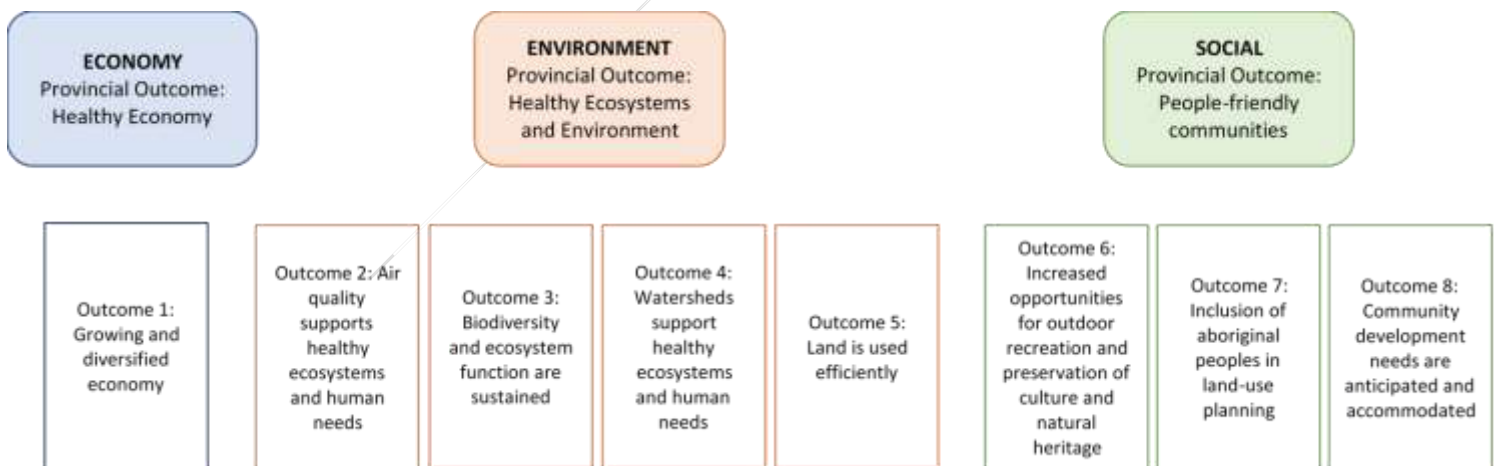 ECONOMY
Provincial Outcome:
Healthy Economy
ENVIRONMENT
Provincial Outcome:
Healthy Ecosystems
and Environment
SOCIAL
Provincial Outcome:
People-friendly
communities
Outcome 1:
Growing and
diversified
economy
Outcome 2: Air
quality
supports
healthy
ecosystems
and human
needs
Outcome 3:
Biodiversity
and ecosystem
function are
sustained
Outcome 4:
Watersheds
support
healthy
ecosystems
and human
needs
Outcome 5:
Land is used
efficiently
Outcome 6:
Increased
opportunities
for outdoor
recreation and
preservation of
culture and
natural
heritage
Outcome 7:
Inclusion of
aboriginal
peoples in
land-use
planning
Outcome 8:
Community
development
needs are
anticipated and
accommodated